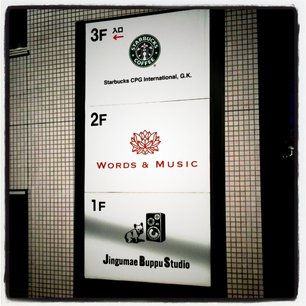 3F 入口
←
STARBUCKS
COFFEE
Starbucks CPG International, G.K.
2F
WORDS & MUSIC
1F
Jingumae Buppu Studio